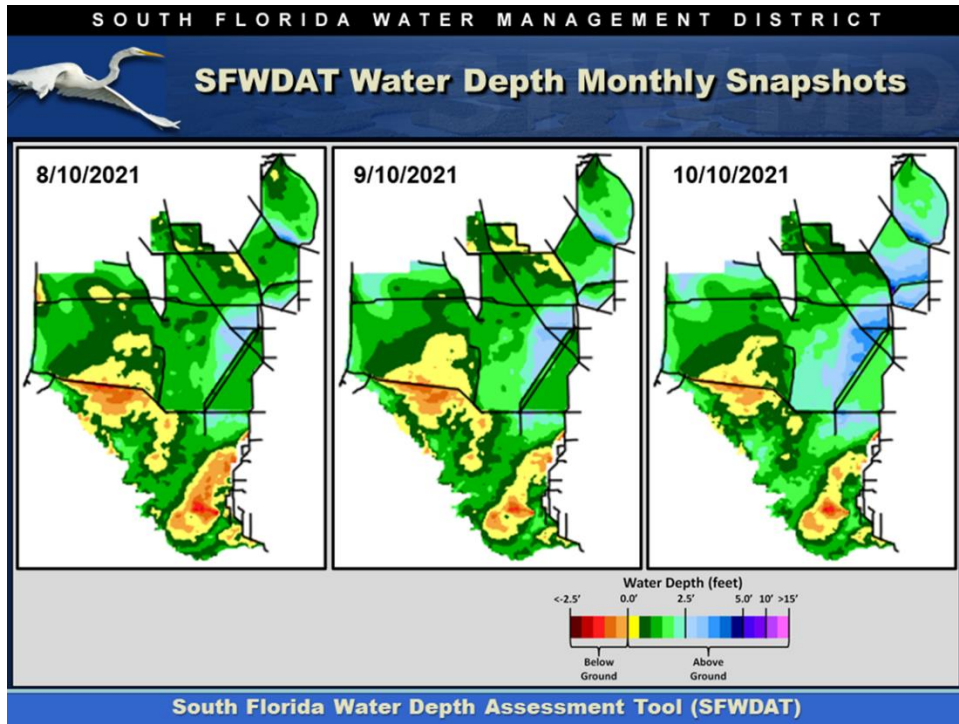 SOUTH FLORIDA WATER MANAGEMENT DISTRICT
SFWDAT Water Depth Monthly Snapshots
SFWMD
8/10/2021
9/10/2021
10/10/2021
Water Depth (feet)
<-2.5' 0.0' 2.5' 5.0' 10' >15'
Below Above
Ground Ground
South Florida Water Depth Assessment Tool (SFWDAT)